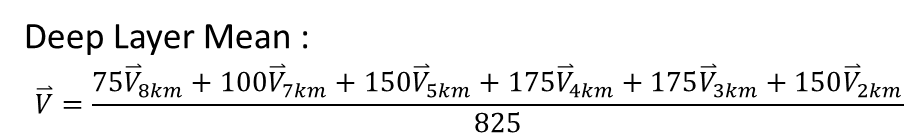 Deep Layer Mean :
V⃗ = (75V⃗₈ₖₘ + 100V⃗₇ₖₘ + 150V⃗₅ₖₘ + 175V⃗₄ₖₘ + 175V⃗₃ₖₘ + 150V⃗₂ₖₘ) / 825